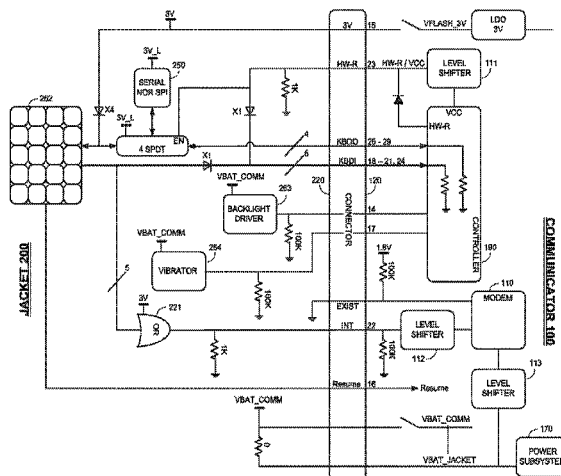 3V
3V
15
VFLASH_3V
LDO
3V
3V_L
250
HW-R
23
HW-R / VCC
LEVEL
SHIFTER
111
SERIAL
NOR SPI
262
X4
3V_L
1K
VCC
X1
HW-R
EN
4 SPDT
4
KBDID
25 - 29
X1
5
KBDI
18 - 21, 24
VBAT_COMM
220
120
263
BACKLIGHT
DRIVER
CONNECTOR
14
100K
17
CONTROLLER
190
VBAT_COMM
264
VIBRATOR
1.8V
100K
100K
110
JACKET 200
COMMUNICATOR 100
5
3V
221
EXIST
MODEM
OR
INT
22
1K
100K
LEVEL
SHIFTER
112
113
LEVEL
SHIFTER
Resume
16
Resume
VBAT_COMM
VBAT_COMM
0
170
VBAT_JACKET
POWER
SUBSYSTEM